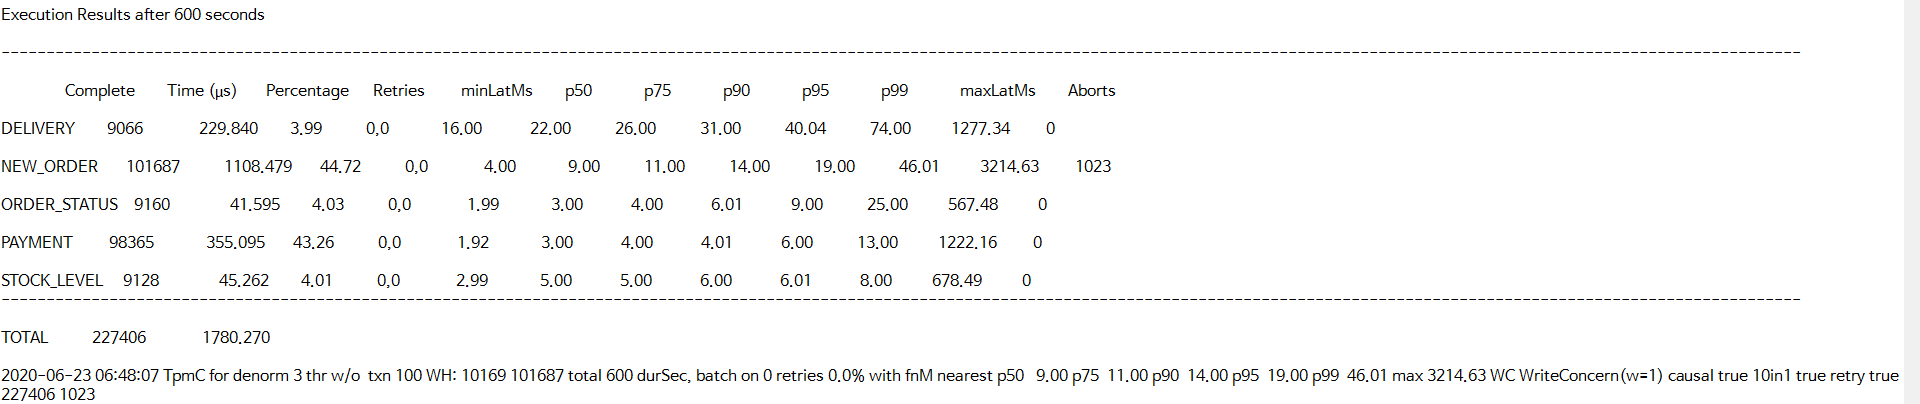 Execution Results after 600 seconds
------------------------------------------------------------------------------------------------------------------------------------------------------------------------------------------------------------------------
Complete Time (µs) Percentage Retries minLatMs p50 p75 p90 p95 p99 maxLatMs Aborts
DELIVERY 9066 229.840 3.99 0,0 16.00 22.00 26.00 31.00 40.04 74.00 1277.34 0
NEW_ORDER 101687 1108.479 44.72 0,0 4.00 9.00 11.00 14.00 19.00 46.01 3214.63 1023
ORDER_STATUS 9160 41.595 4.03 0,0 1.99 3.00 4.00 6.01 9.00 25.00 567.48 0
PAYMENT 98365 355.095 43.26 0,0 1.92 3.00 4.00 4.01 6.00 13.00 1222.16 0
STOCK_LEVEL 9128 45.262 4.01 0,0 2.99 5.00 5.00 6.00 6.01 8.00 678.49 0
------------------------------------------------------------------------------------------------------------------------------------------------------------------------------------------------------------------------
TOTAL 227406 1780.270
2020-06-23 06:48:07 TpmC for denorm 3 thr w/o txn 100 WH: 10169 101687 total 600 durSec, batch on 0 retries 0.0% with fnM nearest p50 9.00 p75 11.00 p90 14.00 p95 19.00 p99 46.01 max 3214.63 WC WriteConcern(w=1) causal true 10in1 true retry true
227406 1023